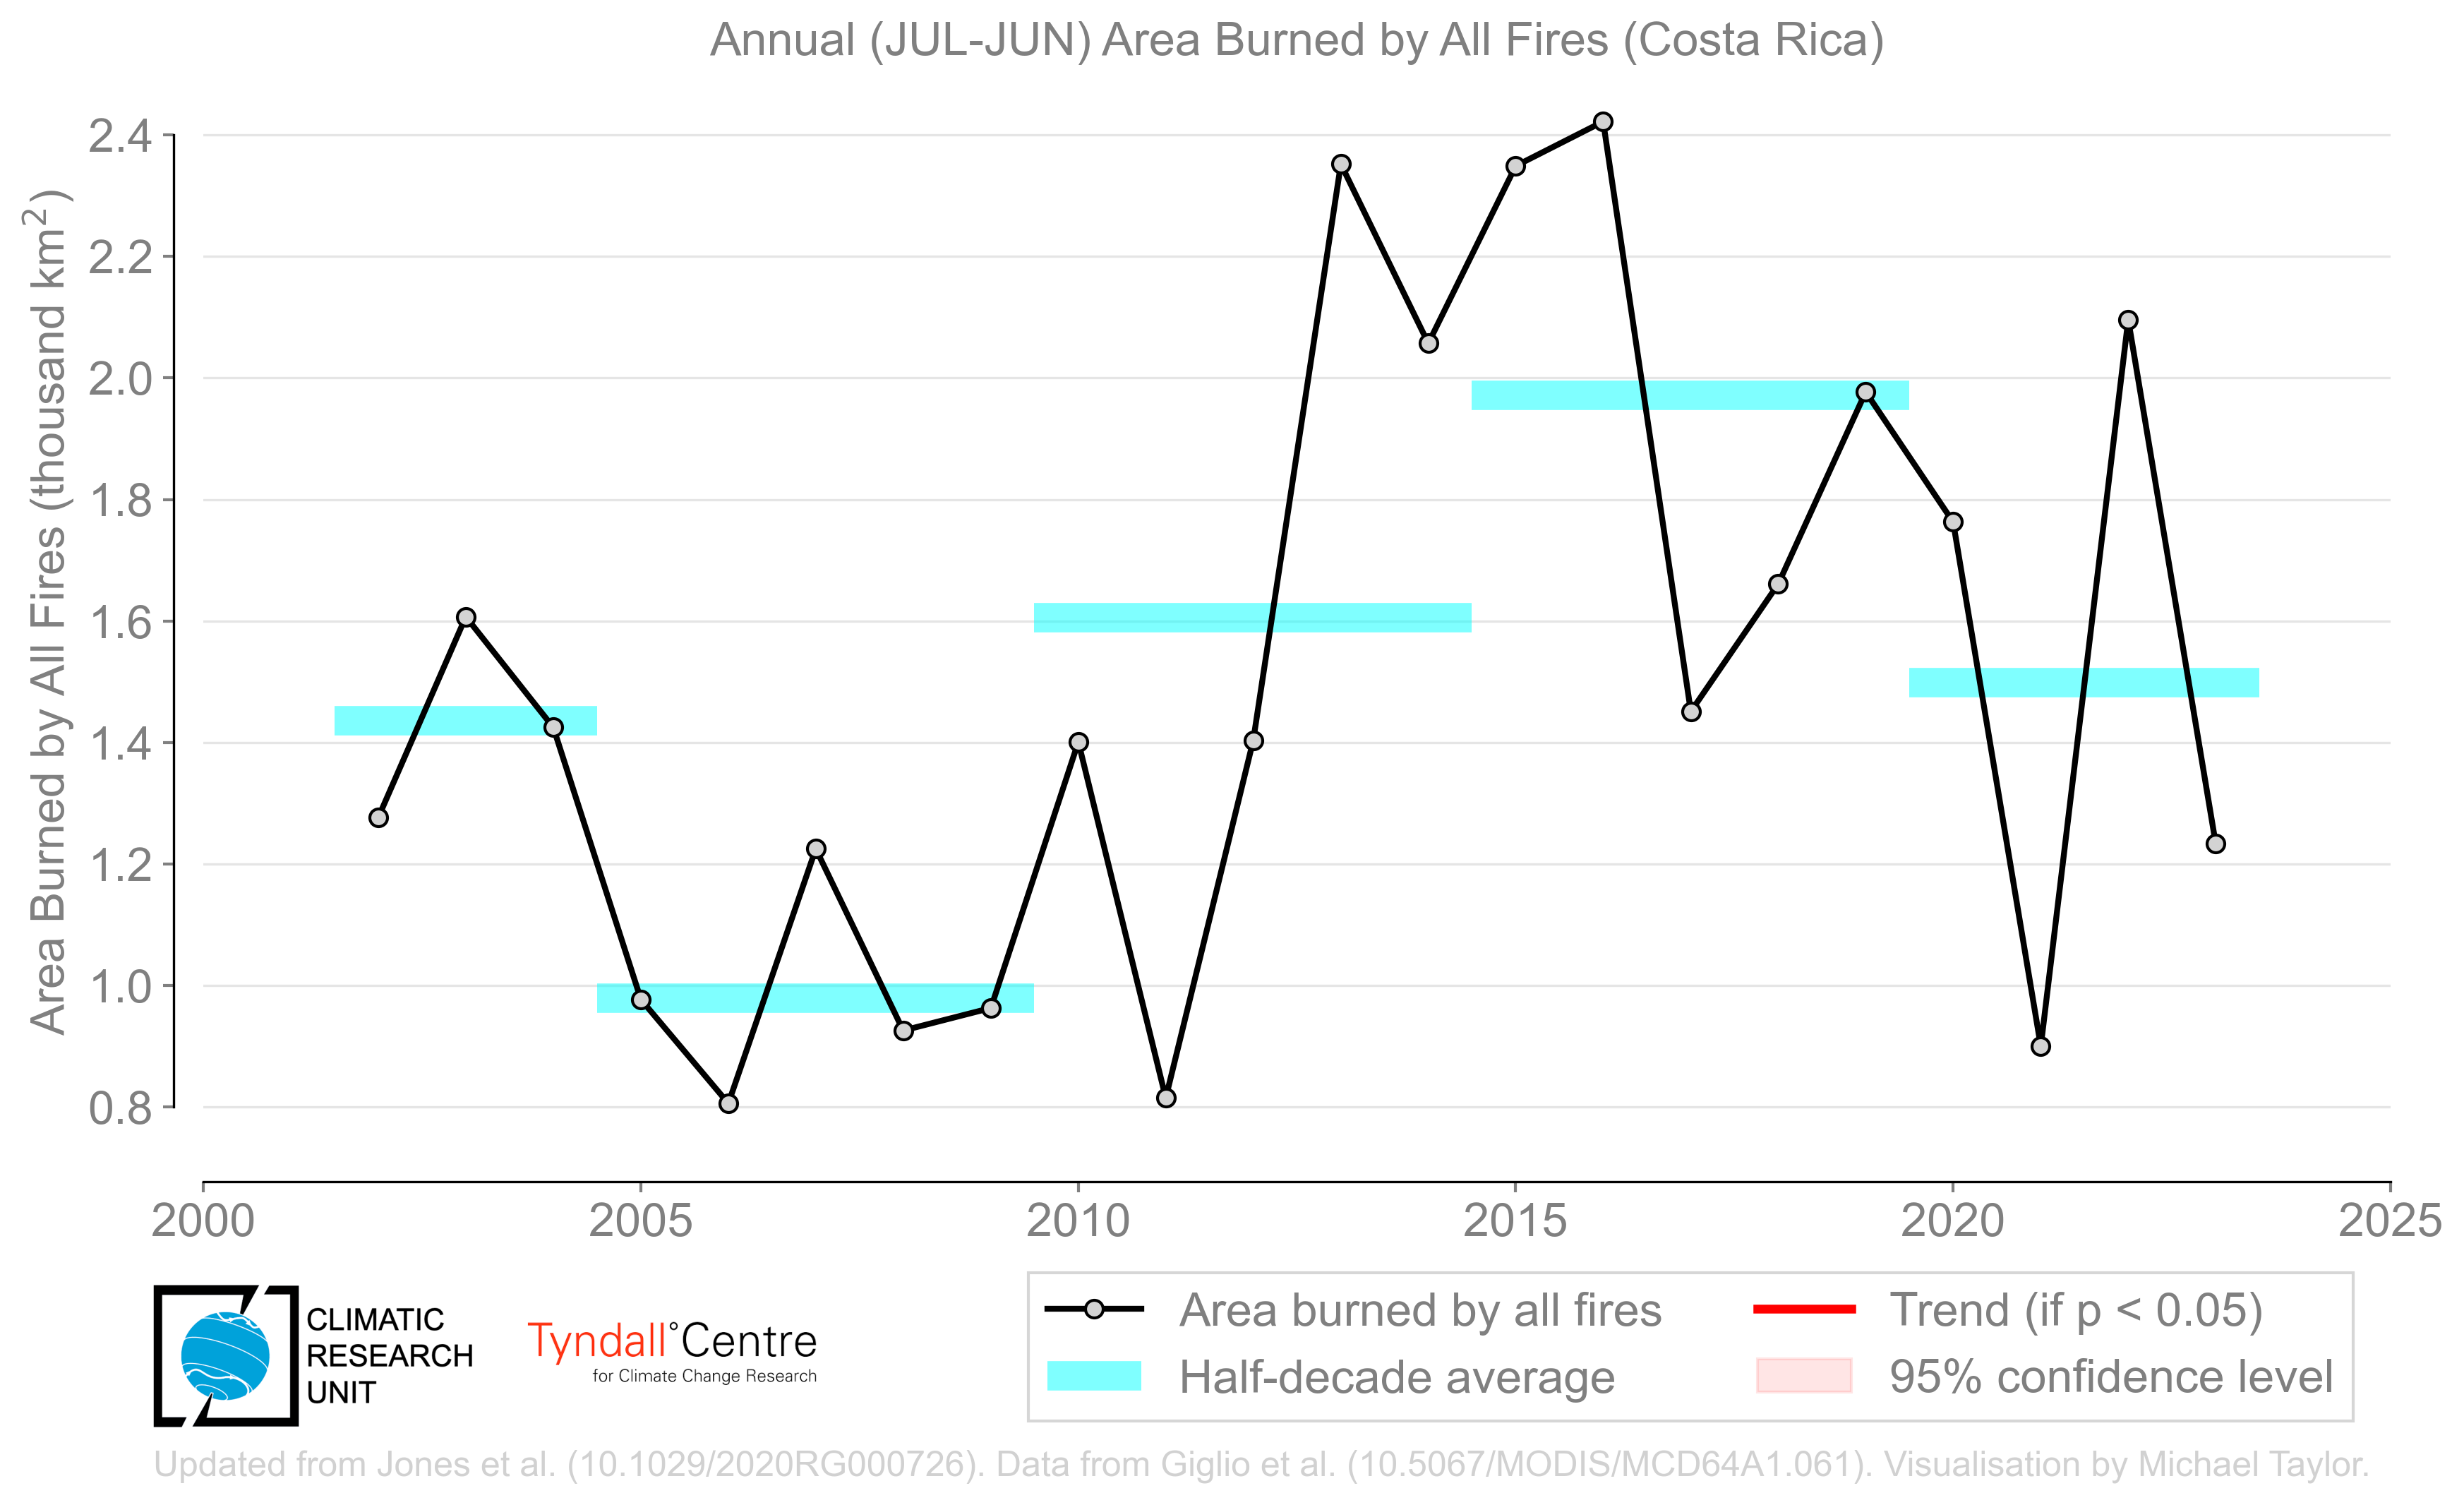 Annual (JUL-JUN) Area Burned by All Fires (Costa Rica)
Area Burned by All Fires (thousand km²)
2.4
2.2
2.0
1.8
1.6
1.4
1.2
1.0
0.8
2000 2005 2010 2015 2020 2025
CLIMATIC
RESEARCH
UNIT
Tyndall°Centre
for Climate Change Research
Area burned by all fires
Half-decade average
Trend (if p < 0.05)
95% confidence level
Updated from Jones et al. (10.1029/2020RG000726). Data from Giglio et al. (10.5067/MODIS/MCD64A1.061). Visualisation by Michael Taylor.